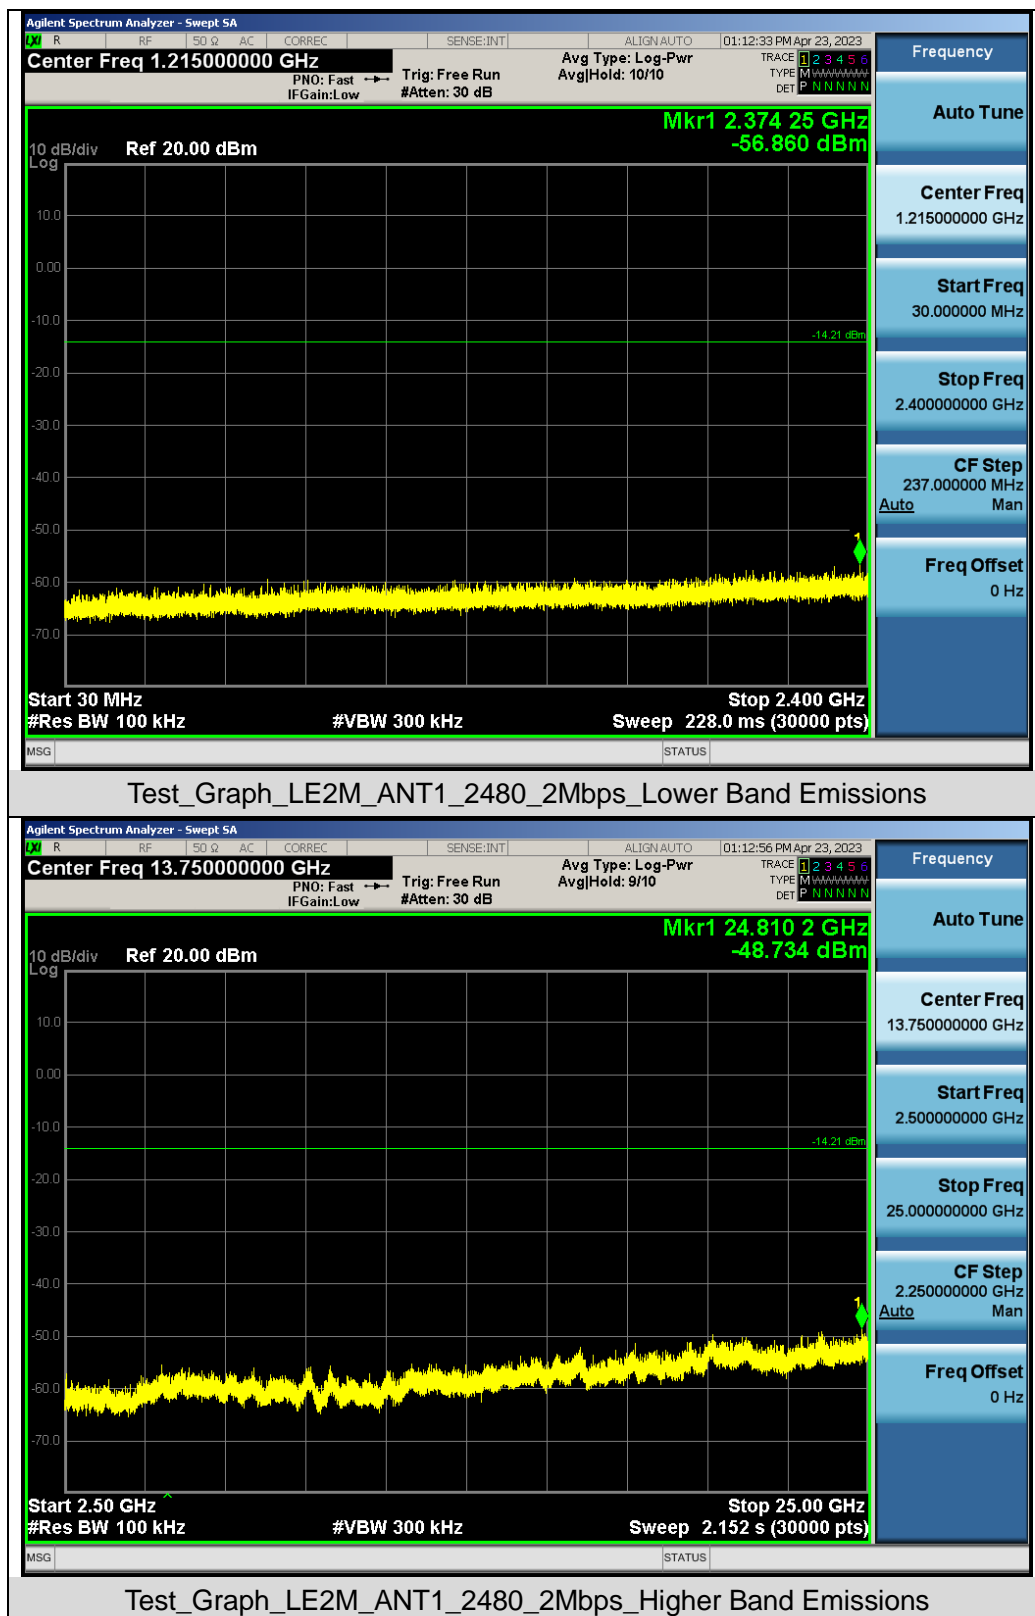 Agilent Spectrum Analyzer - Swept SA
LXI R RF 50 Ω AC CORREC SENSE:INT ALIGN AUTO 01:12:33 PM Apr 23, 2023
Center Freq 1.215000000 GHz Avg Type: Log-Pwr TRACE 1 2 3 4 5 6
PNO: Fast Trig: Free Run Avg|Hold: 10/10 TYPE M WWWWW
IFGain:Low #Atten: 30 dB DET P N N N N N
Mkr1 2.374 25 GHz
-56.860 dBm
10 dB/div Ref 20.00 dBm
Log
10.0
0.00
-10.0
-14.21 dBm
-20.0
-30.0
-40.0
-50.0
1
-60.0
-70.0
Start 30 MHz Stop 2.400 GHz
#Res BW 100 kHz #VBW 300 kHz Sweep 228.0 ms (30000 pts)
MSG STATUS
Frequency
Auto Tune
Center Freq
1.215000000 GHz
Start Freq
30.000000 MHz
Stop Freq
2.400000000 GHz
CF Step
237.000000 MHz
Auto Man
Freq Offset
0 Hz
Test_Graph_LE2M_ANT1_2480_2Mbps_Lower Band Emissions
Agilent Spectrum Analyzer - Swept SA
LXI R RF 50 Ω AC CORREC SENSE:INT ALIGN AUTO 01:12:56 PM Apr 23, 2023
Center Freq 13.750000000 GHz Avg Type: Log-Pwr TRACE 1 2 3 4 5 6
PNO: Fast Trig: Free Run Avg|Hold: 9/10 TYPE M WWWWW
IFGain:Low #Atten: 30 dB DET P N N N N N
Mkr1 24.810 2 GHz
-48.734 dBm
10 dB/div Ref 20.00 dBm
Log
10.0
0.00
-10.0
-14.21 dBm
-20.0
-30.0
-40.0
1
-50.0
-60.0
-70.0
Start 2.50 GHz Stop 25.00 GHz
#Res BW 100 kHz #VBW 300 kHz Sweep 2.152 s (30000 pts)
MSG STATUS
Frequency
Auto Tune
Center Freq
13.750000000 GHz
Start Freq
2.500000000 GHz
Stop Freq
25.000000000 GHz
CF Step
2.250000000 GHz
Auto Man
Freq Offset
0 Hz
Test_Graph_LE2M_ANT1_2480_2Mbps_Higher Band Emissions